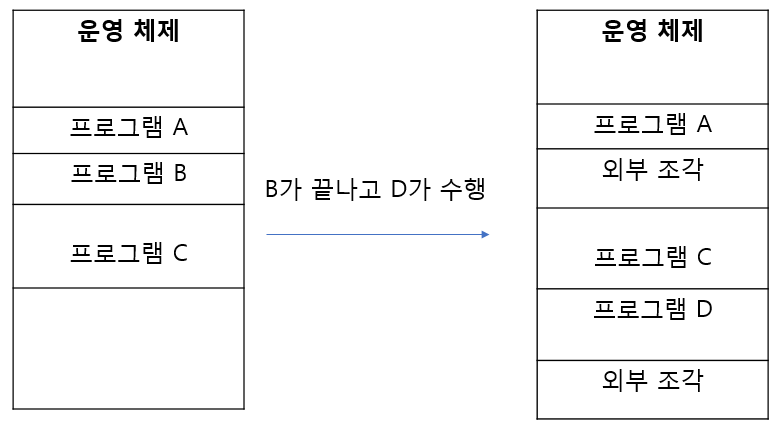 운영 체제
프로그램 A
프로그램 B
프로그램 C
B가 끝나고 D가 수행
운영 체제
프로그램 A
외부 조각
프로그램 C
프로그램 D
외부 조각